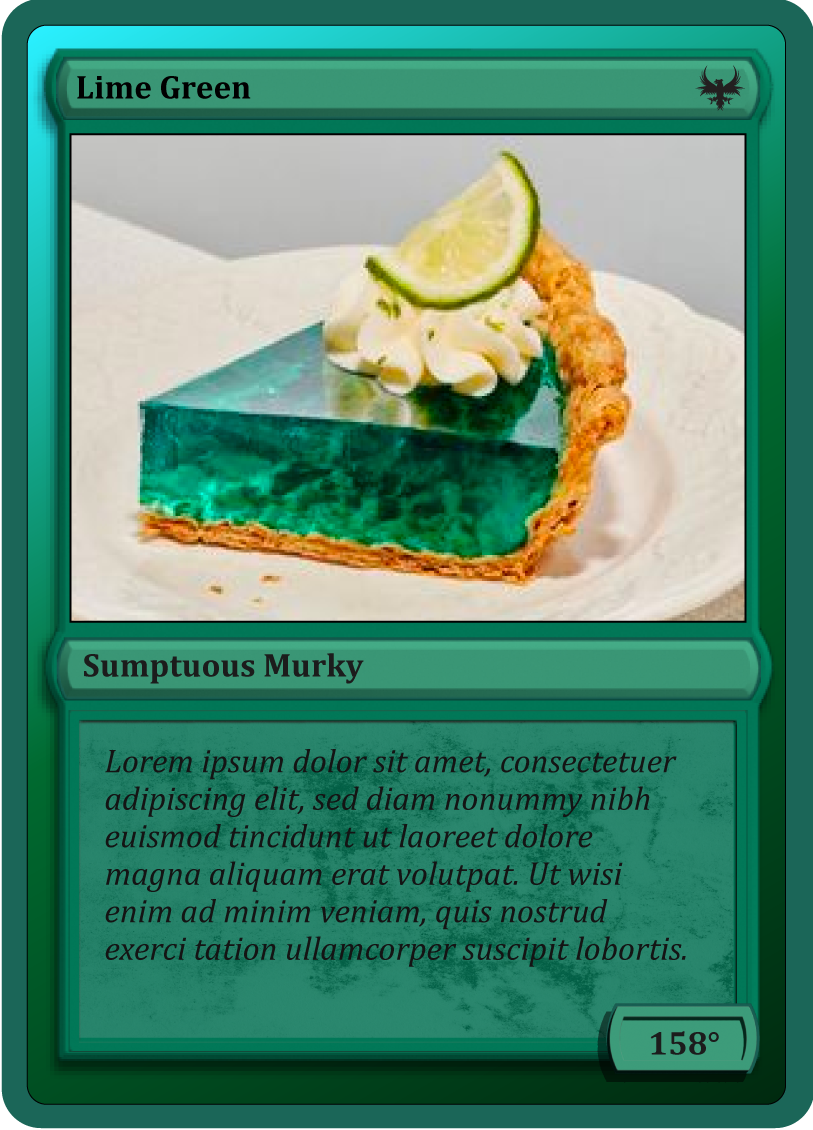 Lime Green
Sumptuous Murky
Lorem ipsum dolor sit amet, consectetuer
adipiscing elit, sed diam nonummy nibh
euismod tincidunt ut laoreet dolore
magna aliquam erat volutpat. Ut wisi
enim ad minim veniam, quis nostrud
exerci tation ullamcorper suscipit lobortis.
158°